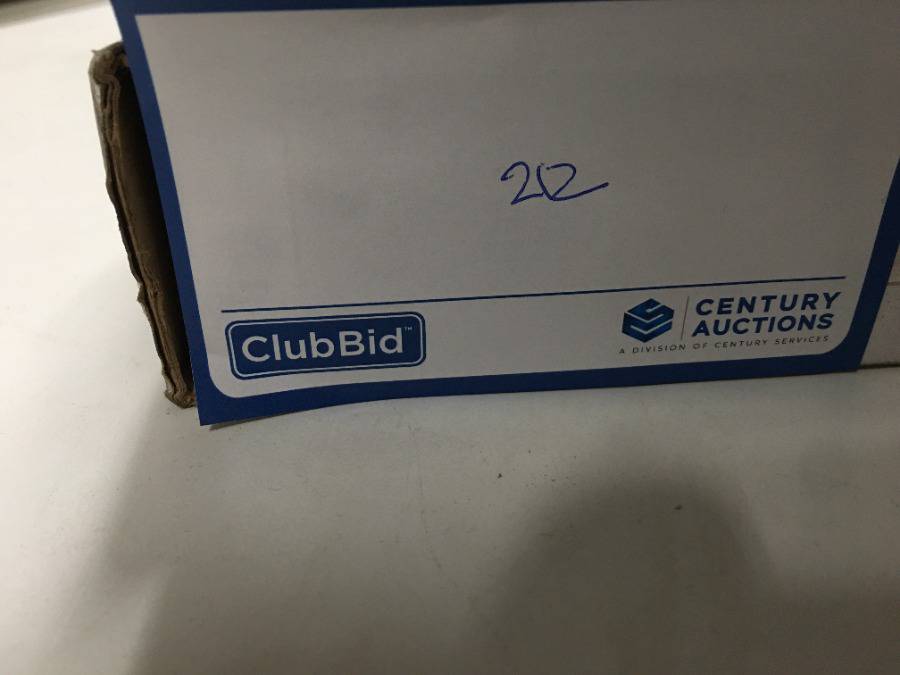 212
ClubBid™
CENTURY
AUCTIONS
A DIVISION OF CENTURY SERVICES